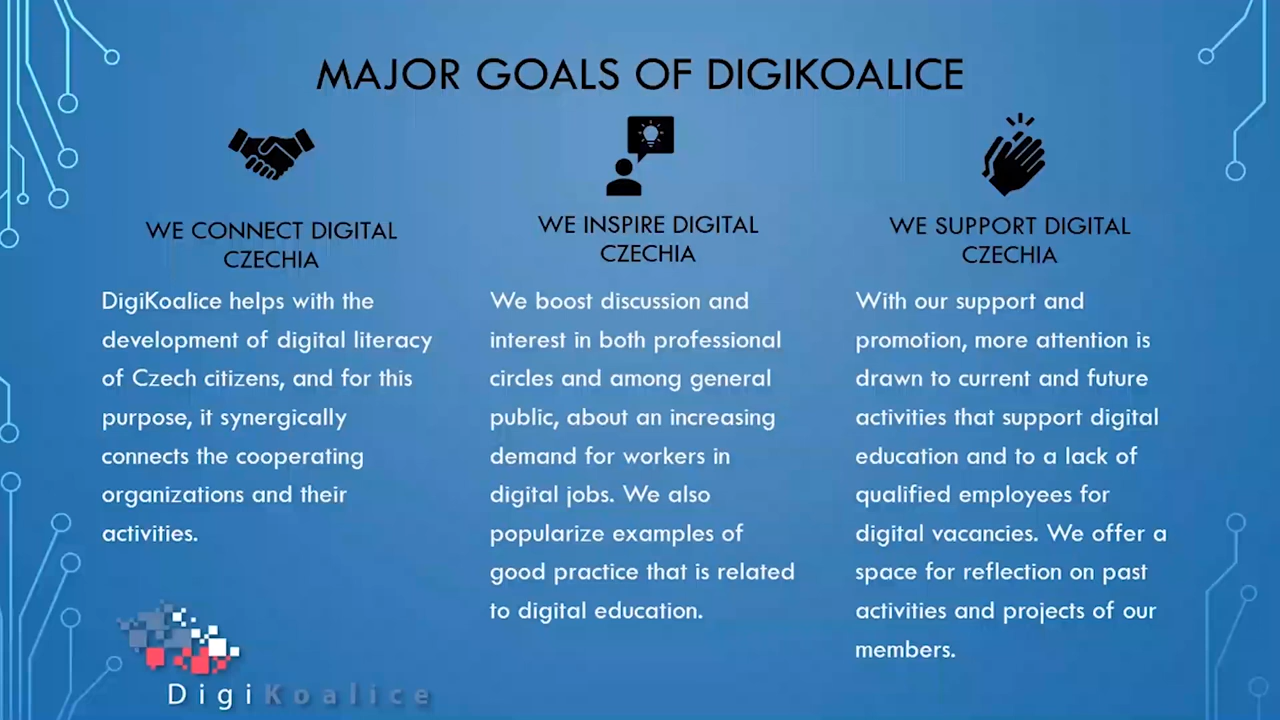 MAJOR GOALS OF DIGIKOALICE
WE CONNECT DIGITAL
CZECHIA
DigiKoalice helps with the
development of digital literacy
of Czech citizens, and for this
purpose, it synergically
connects the cooperating
organizations and their
activities.
WE INSPIRE DIGITAL
CZECHIA
We boost discussion and
interest in both professional
circles and among general
public, about an increasing
demand for workers in
digital jobs. We also
popularize examples of
good practice that is related
to digital education.
WE SUPPORT DIGITAL
CZECHIA
With our support and
promotion, more attention is
drawn to current and future
activities that support digital
education and to a lack of
qualified employees for
digital vacancies. We offer a
space for reflection on past
activities and projects of our
members.
DigiKoalice